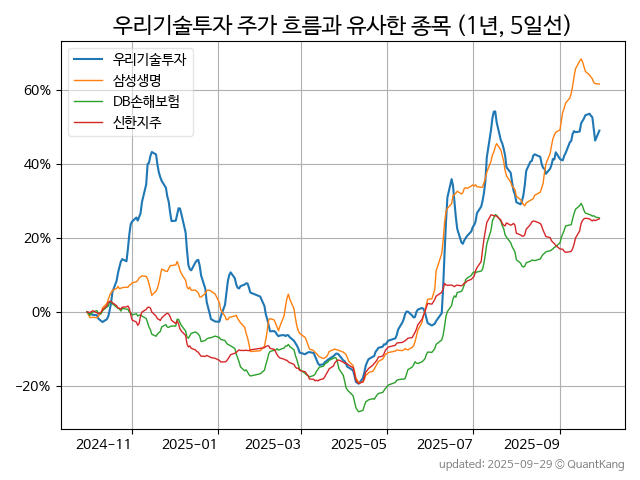 우리기술투자 주가 흐름과 유사한 종목 (1년, 5일선)
우리기술투자
삼성생명
DB손해보험
신한지주
60%
40%
20%
0%
−20%
2024−11
2025−01
2025−03
2025−05
2025−07
2025−09
updated: 2025-09-29 © QuantKang